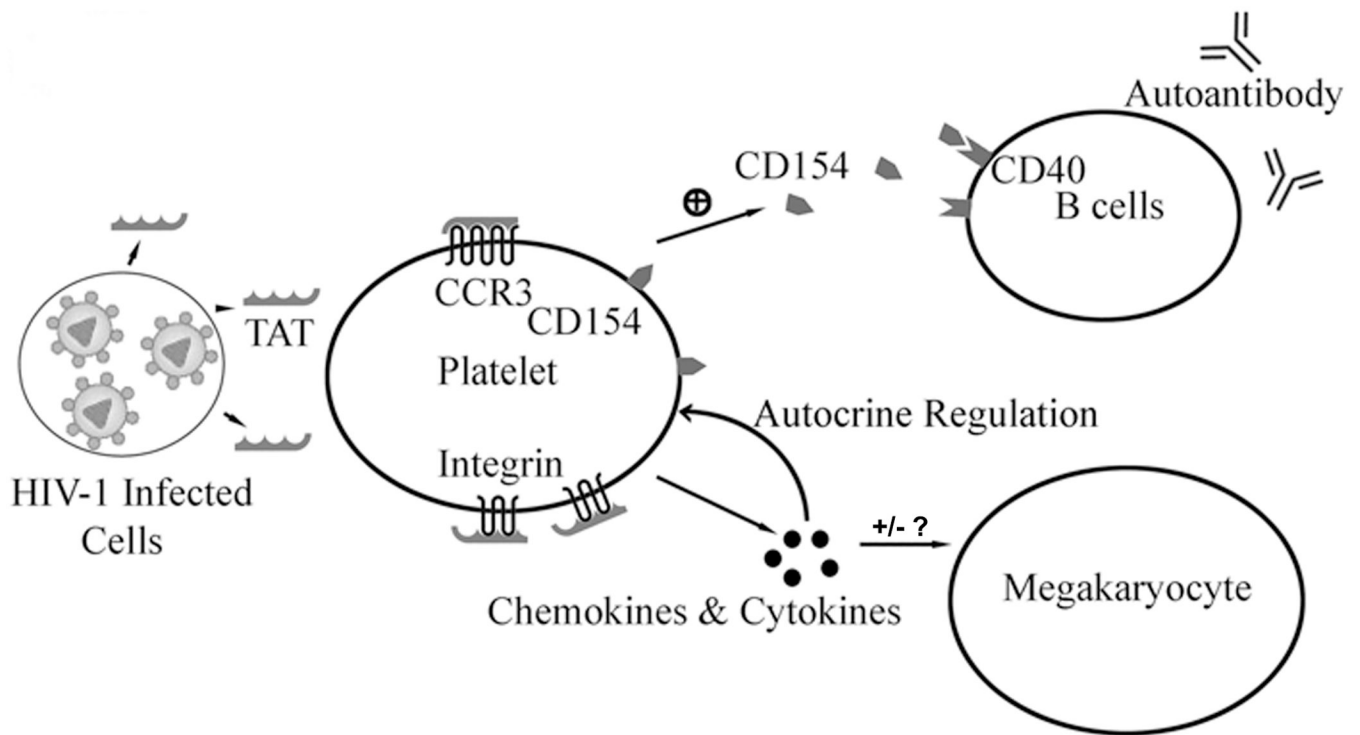 Autoantibody
CD154
CD40
B cells
⊕
CCR3
CD154
TAT
Platelet
Autocrine Regulation
Integrin
HIV-1 Infected
Cells
+/- ?
Chemokines & Cytokines
Megakaryocyte